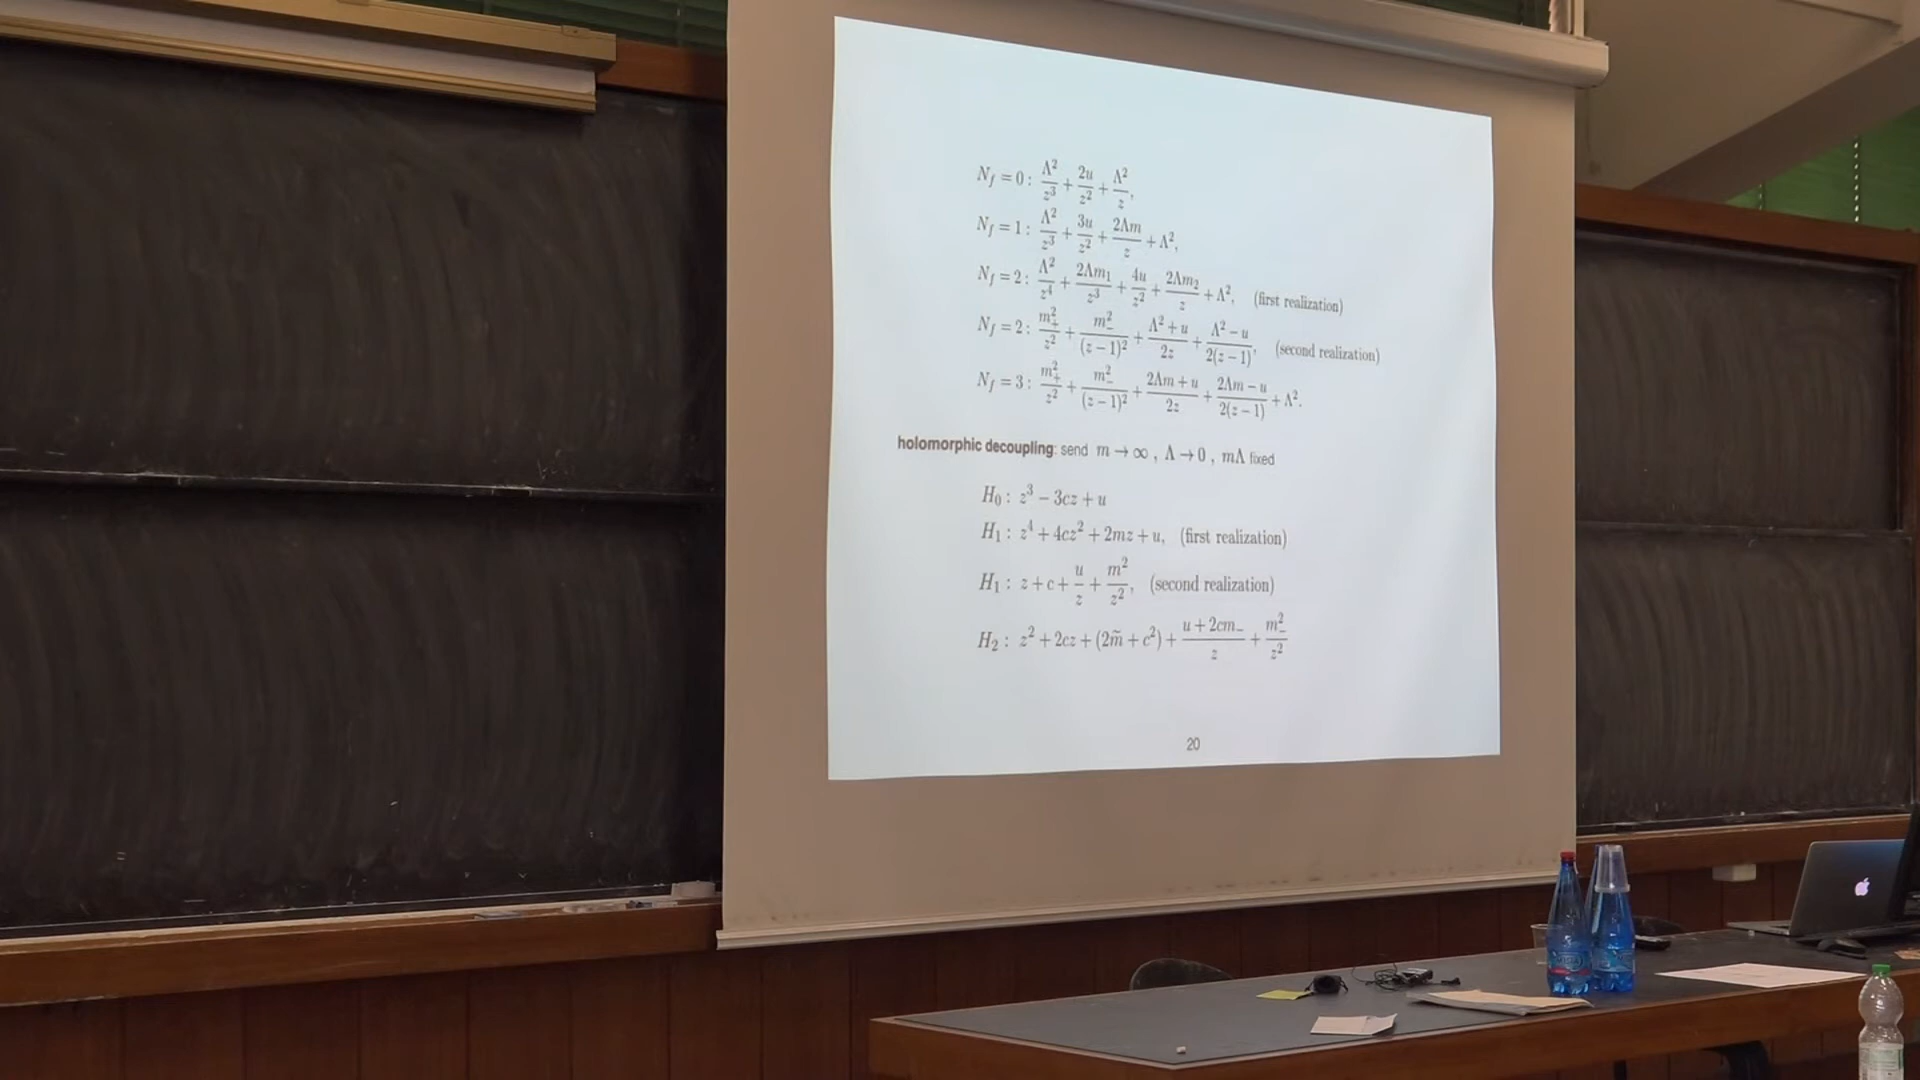 N_f = 0 : Λ²/z³ + 2u/z² + Λ²/z,
N_f = 1 : Λ²/z³ + 3u/z² + 2Λm/z + Λ²,
N_f = 2 : Λ²/z⁴ + 2Λm₁/z³ + 4u/z² + 2Λm₂/z + Λ², (first realization)
N_f = 2 : m₊²/z² + m₋²/(z − 1)² + (Λ² + u)/2z + (Λ² − u)/2(z − 1), (second realization)
N_f = 3 : m₊²/z² + m₋²/(z − 1)² + (2Λm + u)/2z + (2Λm − u)/2(z − 1) + Λ².
holomorphic decoupling: send m → ∞ , Λ → 0 , mΛ fixed
H₀ : z³ − 3cz + u
H₁ : z⁴ + 4cz² + 2mz + u, (first realization)
H₁ : z + c + u/z + m²/z², (second realization)
H₂ : z² + 2cz + (2m̃ + c²) + (u + 2cm₋)/z + m₋²/z²
20